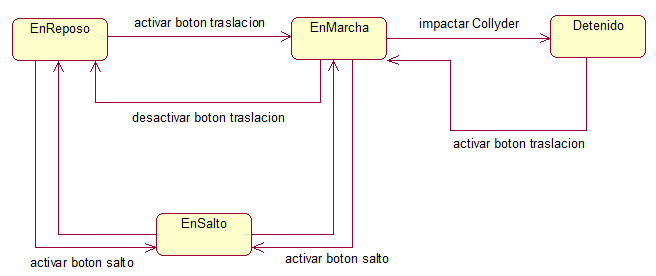 EnReposo
activar boton traslacion
EnMarcha
impactar Collyder
Detenido
desactivar boton traslacion
activar boton traslacion
EnSalto
activar boton salto
activar boton salto